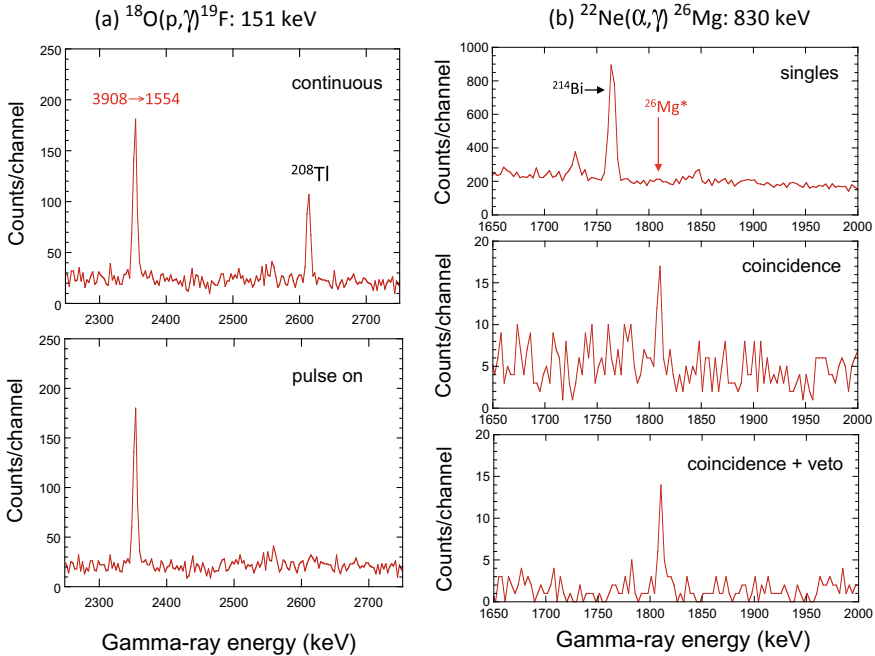 (a) ¹⁸O(p,γ)¹⁹F: 151 keV
continuous
3908→1554
²⁰⁸Tl
Counts/channel
250
200
150
100
50
0
2300 2400 2500 2600 2700
pulse on
Counts/channel
250
200
150
100
50
0
2300 2400 2500 2600 2700
Gamma-ray energy (keV)
(b) ²²Ne(α,γ) ²⁶Mg: 830 keV
singles
²¹⁴Bi
²⁶Mg*
Counts/channel
1000
800
600
400
200
0
1650 1700 1750 1800 1850 1900 1950 2000
coincidence
Counts/channel
20
15
10
5
0
1650 1700 1750 1800 1850 1900 1950 2000
coincidence + veto
Counts/channel
20
15
10
5
0
1650 1700 1750 1800 1850 1900 1950 2000
Gamma-ray energy (keV)